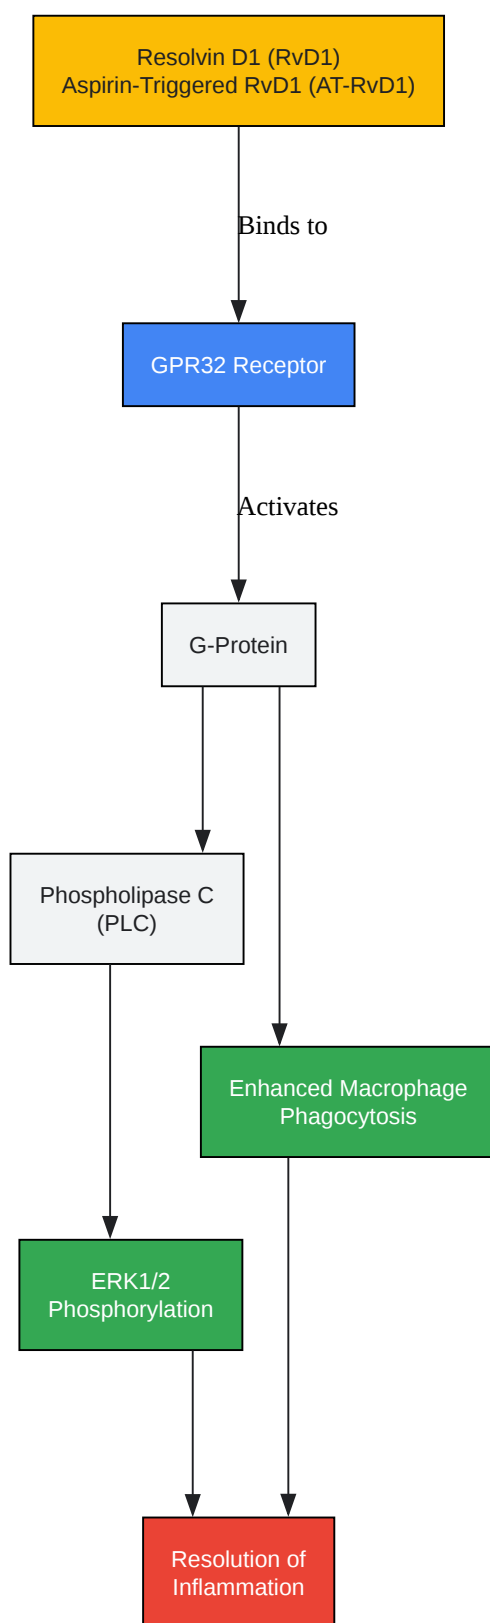 Resolvin D1 (RvD1)
Aspirin-Triggered RvD1 (AT-RvD1)
Binds to
GPR32 Receptor
Activates
G-Protein
Phospholipase C
(PLC)
Enhanced Macrophage
Phagocytosis
ERK1/2
Phosphorylation
Resolution of
Inflammation